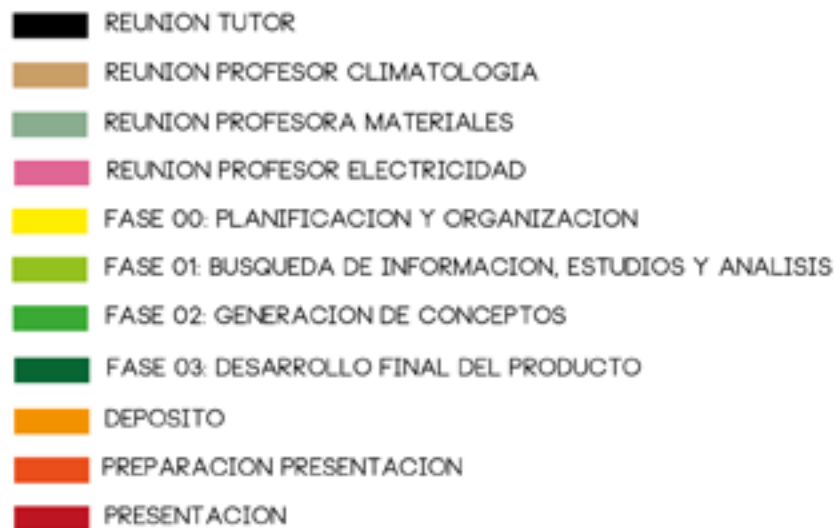 REUNION TUTOR
REUNION PROFESOR CLIMATOLOGIA
REUNION PROFESORA MATERIALES
REUNION PROFESOR ELECTRICIDAD
FASE 00: PLANIFICACION Y ORGANIZACION
FASE 01: BUSQUEDA DE INFORMACION, ESTUDIOS Y ANALISIS
FASE 02: GENERACION DE CONCEPTOS
FASE 03: DESARROLLO FINAL DEL PRODUCTO
DEPOSITO
PREPARACION PRESENTACION
PRESENTACION